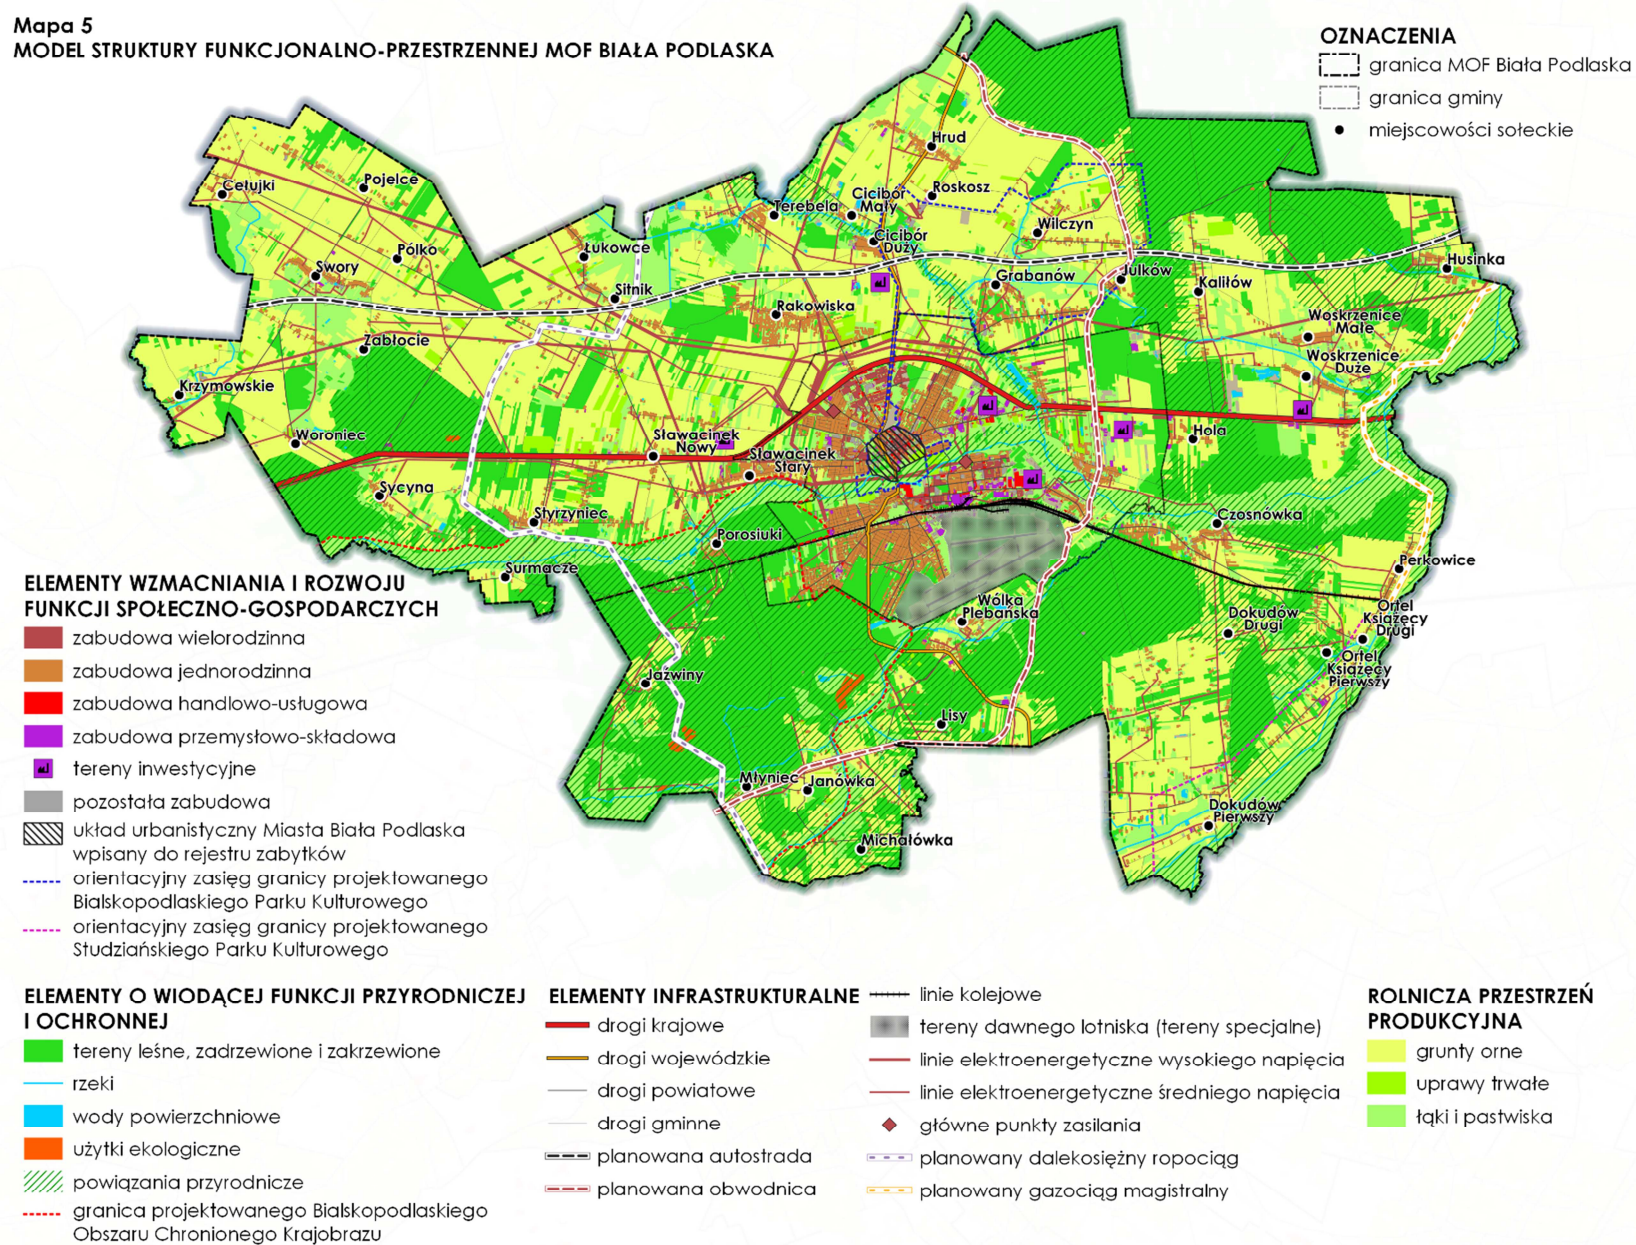 Mapa 5
MODEL STRUKTURY FUNKCJONALNO-PRZESTRZENNEJ MOF BIAŁA PODLASKA
OZNACZENIA
granica MOF Biała Podlaska
granica gminy
miejscowości sołeckie
Hrud
Cełujki
Pojelce
Roskosz
Cicibór
Mały
Terebela
Wilczyn
Cicibór
Duży
Łukowce
Pólko
Swory
Husinka
Julków
Grabanów
Kaliłów
Sitnik
Rakowiska
Woskrzenice
Małe
Zabłocie
Woskrzenice
Duże
Krzymowskie
Woroniec
Sławacinek
Nowy
Hola
Sławacinek
Stary
Sycyna
Styrzyniec
Czosnówka
Porosiuki
Surmacze
Perkowice
Wólka
Plebańska
Dokudów
Drugi
Ortel
Książęcy
Drugi
Ortel
Książęcy
Pierwszy
Jaźwiny
Lisy
Młyniec
Janówka
Dokudów
Pierwszy
Michałówka
ELEMENTY WZMACNIANIA I ROZWOJU
FUNKCJI SPOŁECZNO-GOSPODARCZYCH
zabudowa wielorodzinna
zabudowa jednorodzinna
zabudowa handlowo-usługowa
zabudowa przemysłowo-składowa
tereny inwestycyjne
pozostała zabudowa
układ urbanistyczny Miasta Biała Podlaska
wpisany do rejestru zabytków
orientacyjny zasięg granicy projektowanego
Bialskopodlaskiego Parku Kulturowego
orientacyjny zasięg granicy projektowanego
Studziańskiego Parku Kulturowego
ELEMENTY O WIODĄCEJ FUNKCJI PRZYRODNICZEJ
I OCHRONNEJ
tereny leśne, zadrzewione i zakrzewione
rzeki
wody powierzchniowe
użytki ekologiczne
powiązania przyrodnicze
granica projektowanego Bialskopodlaskiego
Obszaru Chronionego Krajobrazu
ELEMENTY INFRASTRUKTURALNE
drogi krajowe
drogi wojewódzkie
drogi powiatowe
drogi gminne
planowana autostrada
planowana obwodnica
linie kolejowe
tereny dawnego lotniska (tereny specjalne)
linie elektroenergetyczne wysokiego napięcia
linie elektroenergetyczne średniego napięcia
główne punkty zasilania
planowany dalekosiężny ropociąg
planowany gazociąg magistralny
ROLNICZA PRZESTRZEŃ
PRODUKCYJNA
grunty orne
uprawy trwałe
łąki i pastwiska